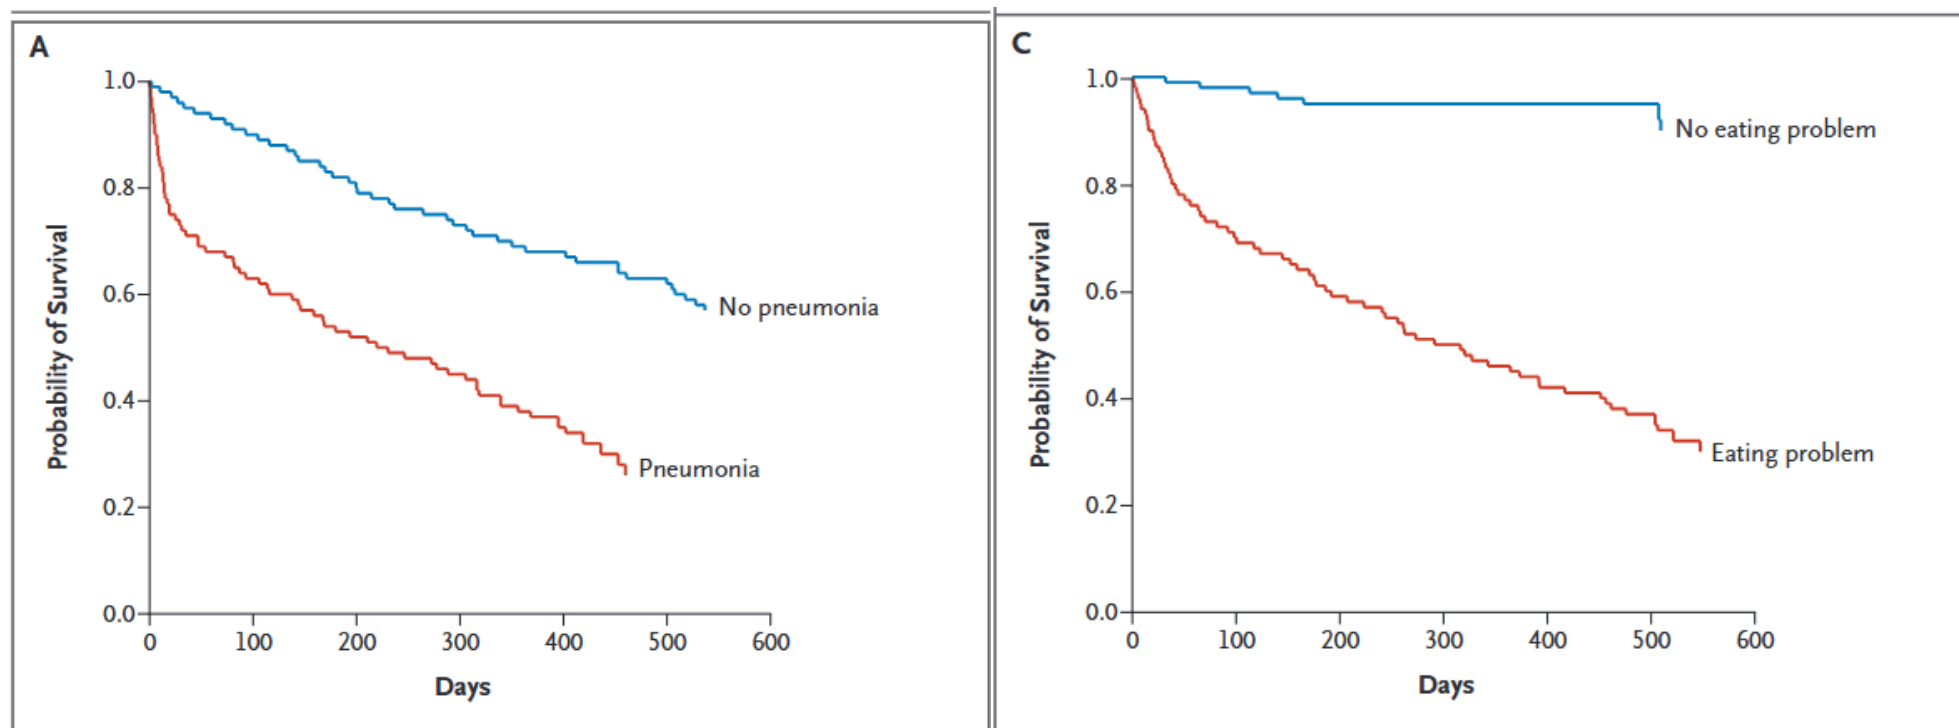 A
1.0
0.8
0.6
0.4
0.2
0.0
Probability of Survival
No pneumonia
Pneumonia
0 100 200 300 400 500 600
Days
C
1.0
0.8
0.6
0.4
0.2
0.0
Probability of Survival
No eating problem
Eating problem
0 100 200 300 400 500 600
Days